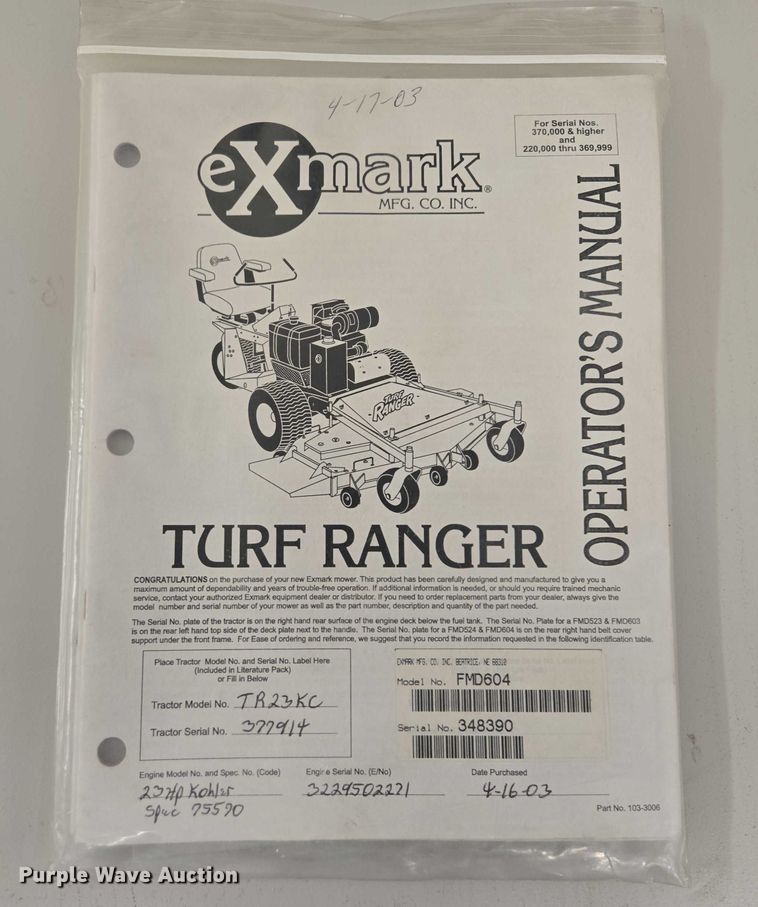 4-17-03
For Serial Nos.
370,000 & higher
and
220,000 thru 369,999
eXmark®
MFG. CO. INC.
OPERATOR'S MANUAL
exmark
TURF
RANGER
TURF RANGER
CONGRATULATIONS on the purchase of your new Exmark mower. This product has been carefully designed and manufactured to give you a
maximum amount of dependability and years of trouble-free operation. If additional information is needed, or should you require trained mechanic
service, contact your authorized Exmark equipment dealer or distributor. If you need to order replacement parts from your dealer, always give the
model number and serial number of your mower as well as the part number, description and quantity of the part needed.
The Serial No. plate of the tractor is on the right hand rear surface of the engine deck below the fuel tank. The Serial No. Plate for a FMD523 & FMD603
is on the rear left hand top side of the deck plate next to the handle. The Serial No. plate for a FMD524 & FMD604 is on the rear right hand belt cover
support under the front frame. For Ease of ordering and reference, we suggest that you record the information requested in the following identification table.
Place Tractor Model No. and Serial No. Label Here
(Included in Literature Pack)
or Fill in Below
Tractor Model No. TR23KC
Tractor Serial No. 377914
EXMARK MFG. CO. INC. BEATRICE, NE 68310
Model No. FMD604
Serial No. 348390
Engine Model No. and Spec. No. (Code)
23 Hp Kohler
Spec 75570
Engine Serial No. (E/No)
3229502271
Date Purchased
4-16-03
Part No. 103-3006
Purple Wave Auction